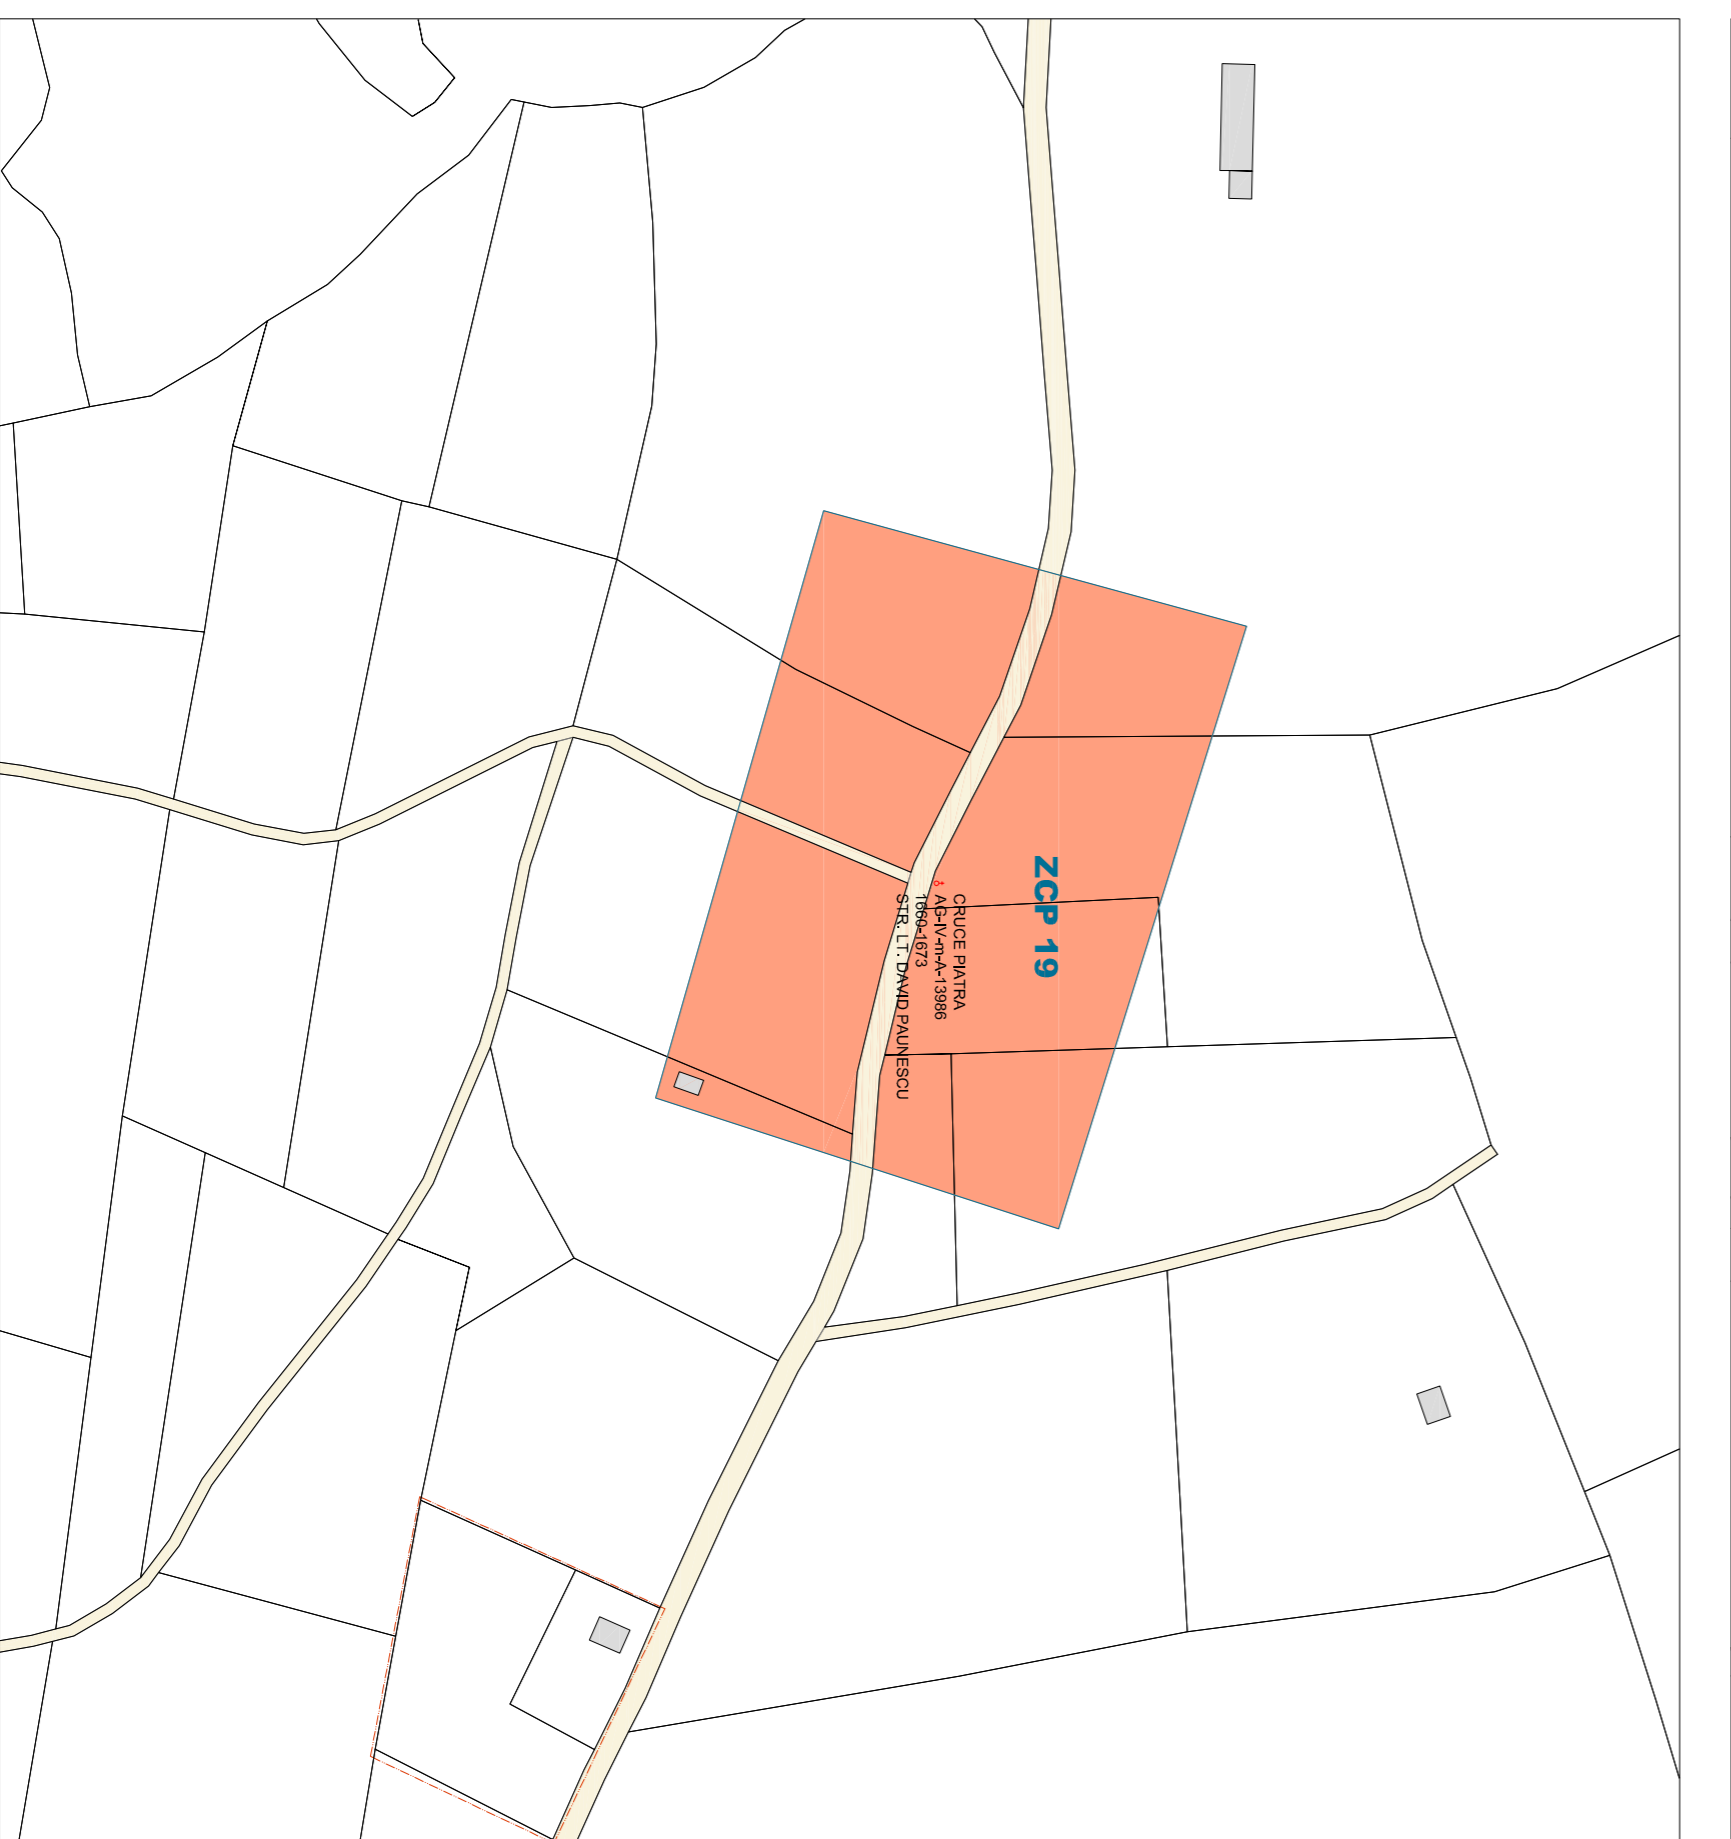 ZCP 19
CRUCE PIATRA
AG-IV-m-A-13986
1660-1673
STR. LT. DAVID PAUNESCU